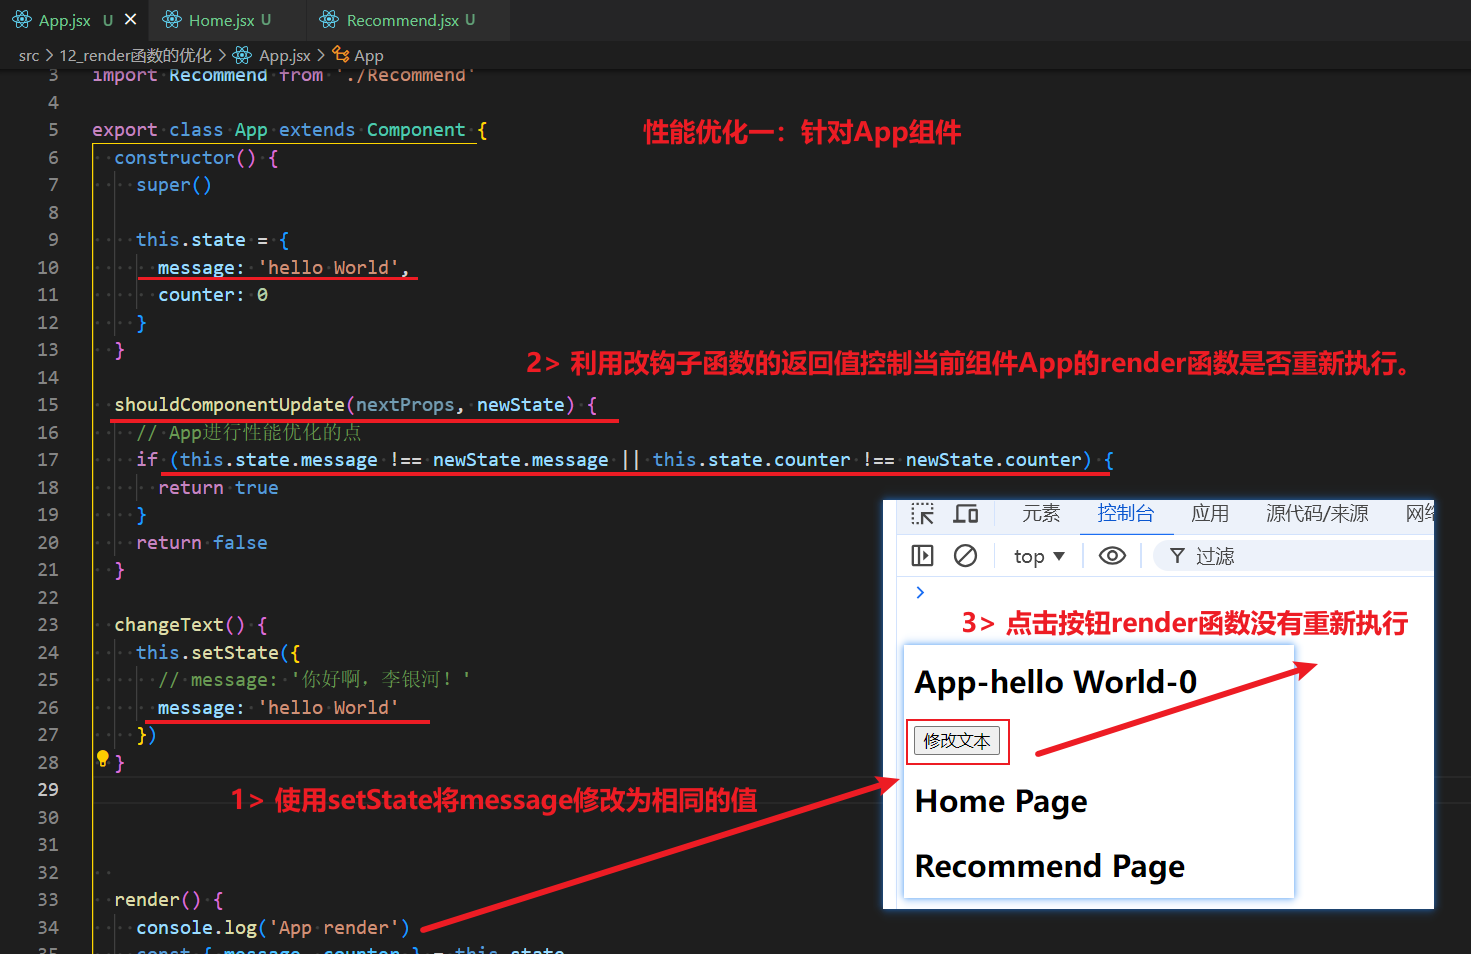 App.jsx U
Home.jsx U
Recommend.jsx U
src > 12_render函数的优化 > App.jsx > App
3 import Recommend from './Recommend'
4
5 export class App extends Component {
性能优化一：针对App组件
6 constructor() {
7 super()
8
9 this.state = {
10 message: 'hello World',
11 counter: 0
12 }
13 }
2> 利用改钩子函数的返回值控制当前组件App的render函数是否重新执行。
14
15 shouldComponentUpdate(nextProps, newState) {
16 // App进行性能优化的点
17 if (this.state.message !== newState.message || this.state.counter !== newState.counter) {
18 return true
19 }
20 return false
21 }
22
23 changeText() {
24 this.setState({
25 // message: '你好啊，李银河！'
26 message: 'hello World'
27 })
28 }
29
1> 使用setState将message修改为相同的值
30
31
32
33 render() {
34 console.log('App render')
35 const { message, counter } = this.state
元素 控制台 应用 源代码/来源 网络
top 过滤
>
3> 点击按钮render函数没有重新执行
App-hello World-0
修改文本
Home Page
Recommend Page